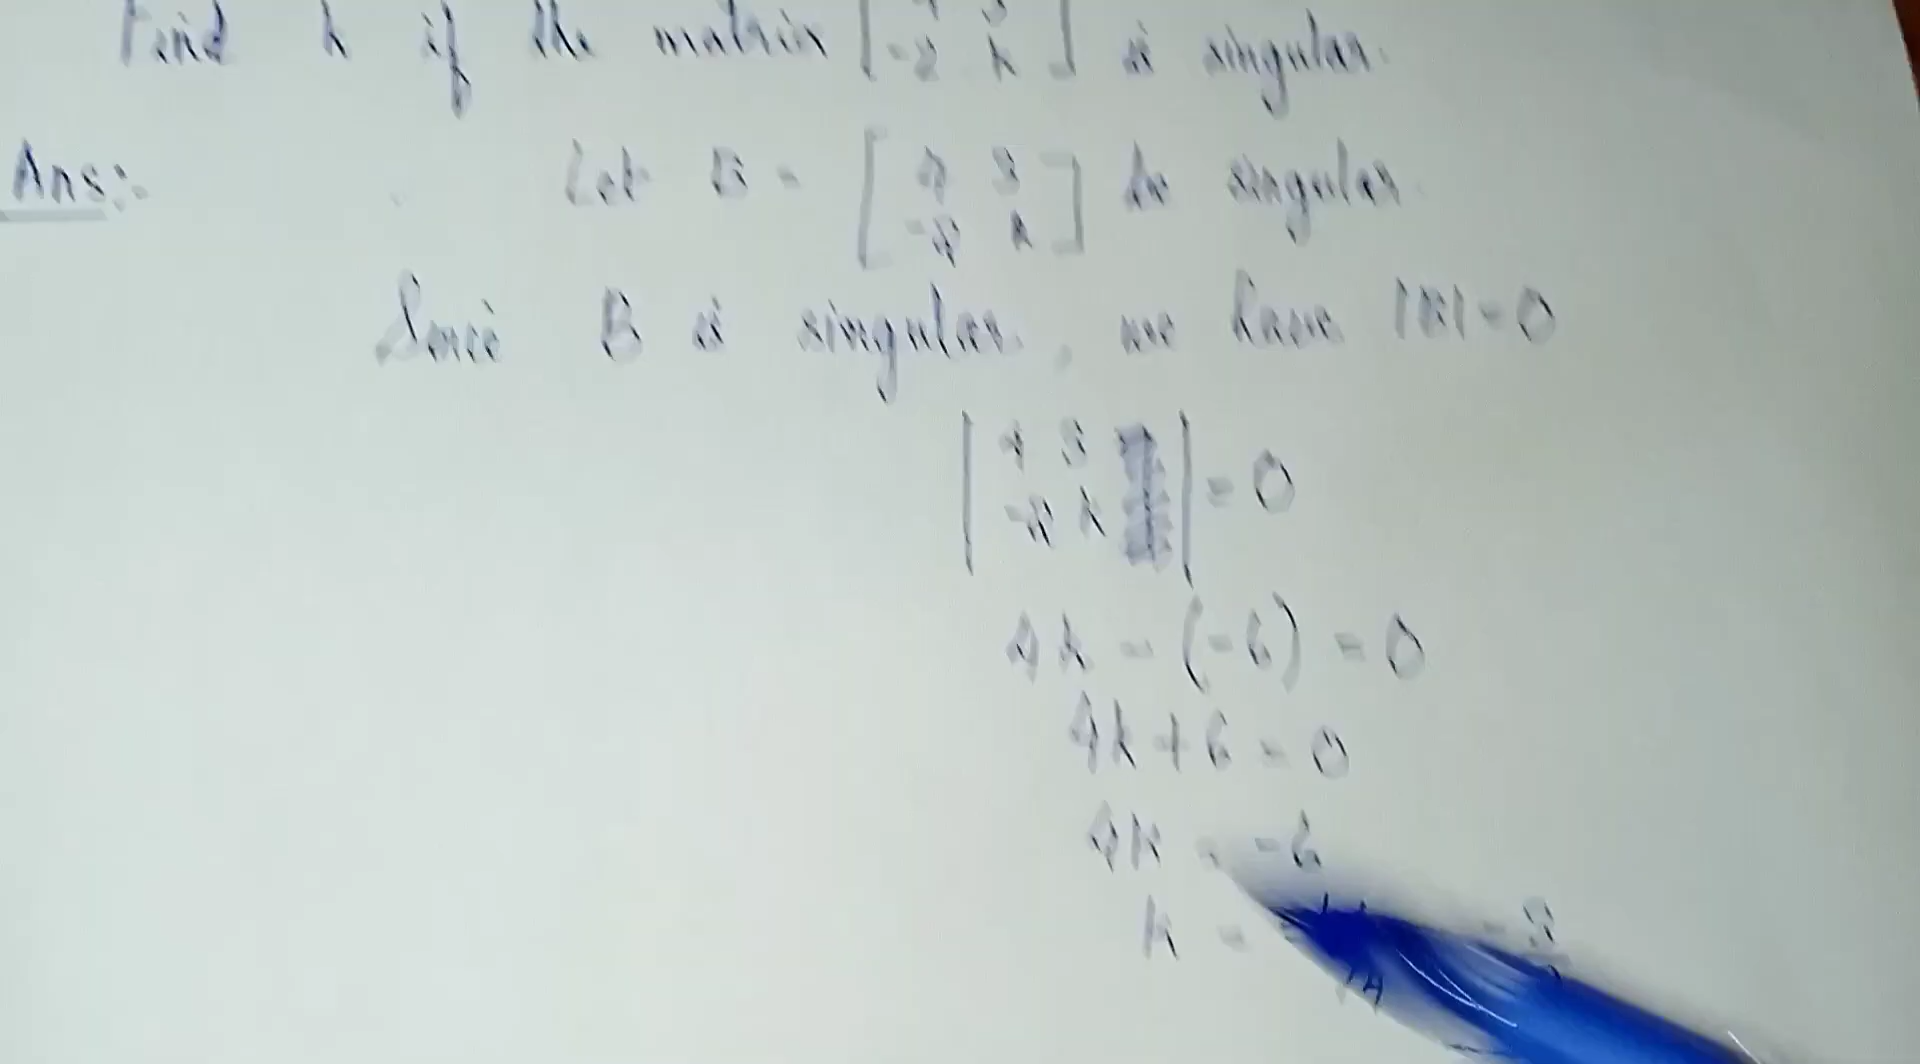 Find k if the matrix [4 3
-2 k] is singular.
Ans:-
Let B = [4 3
-2 k] be singular.
Since B is singular, we have |B| = 0
|4 3
-2 k| = 0
4k - (-6) = 0
4k + 6 = 0
4k = -6
k =